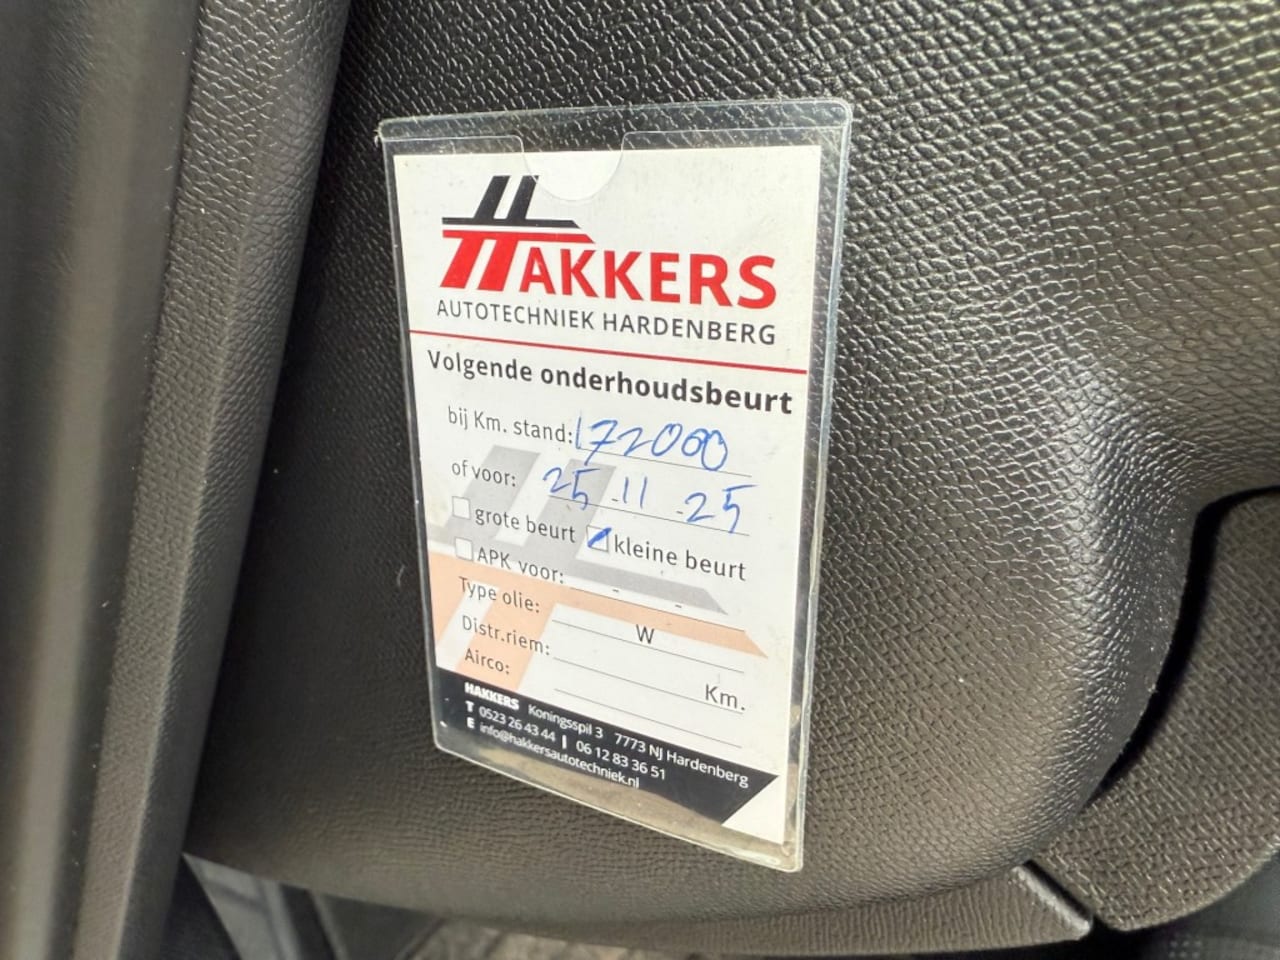 HAKKERS
AUTOTECHNIEK HARDENBERG
Volgende onderhoudsbeurt
bij Km. stand: 172000
of voor: 25-11-25
grote beurt kleine beurt
APK voor: - -
Type olie: W
Distr.riem: Km.
Airco:
HAKKERS Koningsspil 3 7773 NJ Hardenberg
T 0523 26 43 44 | 06 12 83 36 51
E info@hakkersautotechniek.nl